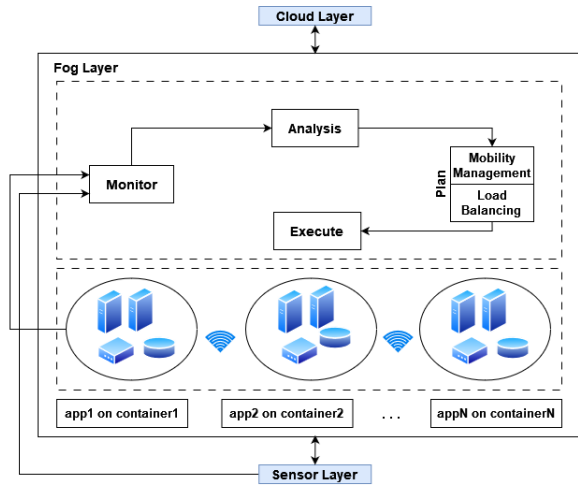 Cloud Layer
Fog Layer
Analysis
Monitor
Plan
Mobility
Management
Load
Balancing
Execute
app1 on container1
app2 on container2
. . .
appN on containerN
Sensor Layer